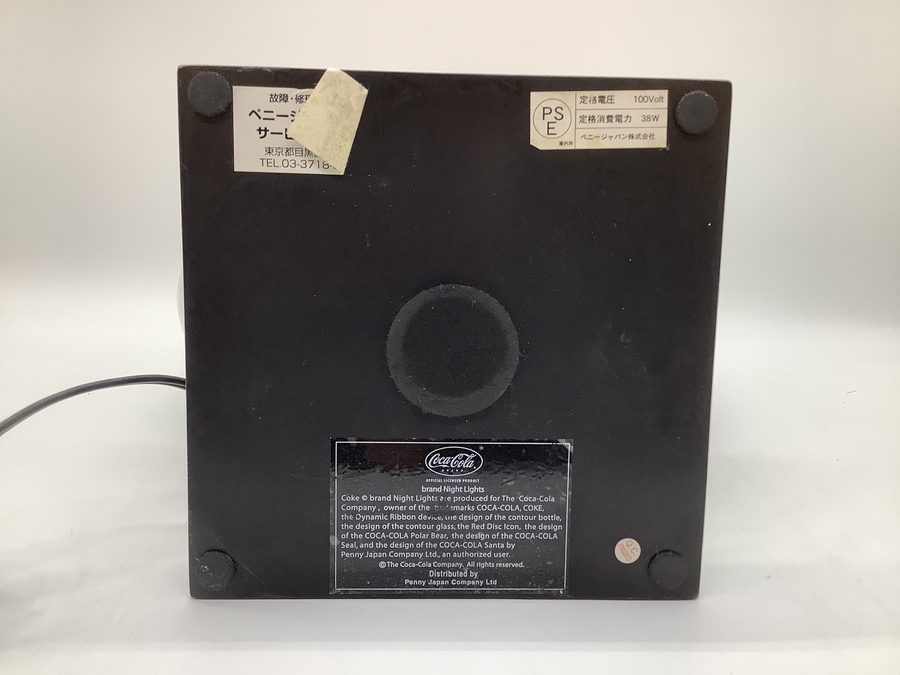 故障・修理
ペニージ
サービ
東京都目黒
TEL.03-3718-
PS
E
屋内用
定格電圧 100Volt
定格消費電力 38W
ペニージャパン株式会社
Coca-Cola
BRAND
OFFICIAL LICENSED PRODUCT
brand Night Lights
Coke © brand Night Lights are produced for The Coca-Cola
Company , owner of the trademarks COCA-COLA, COKE,
the Dynamic Ribbon device, the design of the contour bottle,
the design of the contour glass, the Red Disc Icon, the design
of the COCA-COLA Polar Bear, the design of the COCA-COLA
Seal, and the design of the COCA-COLA Santa by
Penny Japan Company Ltd., an authorized user.
©The Coca-Cola Company. All rights reserved.
Distributed by
Penny Japan Company Ltd
Q.C
PASSED